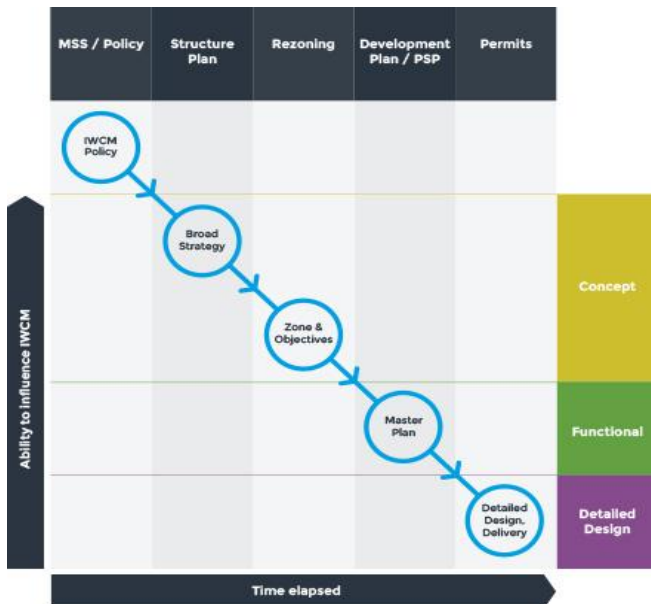 MSS / Policy
Structure
Plan
Rezoning
Development
Plan / PSP
Permits
IWCM
Policy
Broad
Strategy
Concept
Zone &
Objectives
Ability to influence IWCM
Master
Plan
Functional
Detailed
Design,
Delivery
Detailed
Design
Time elapsed